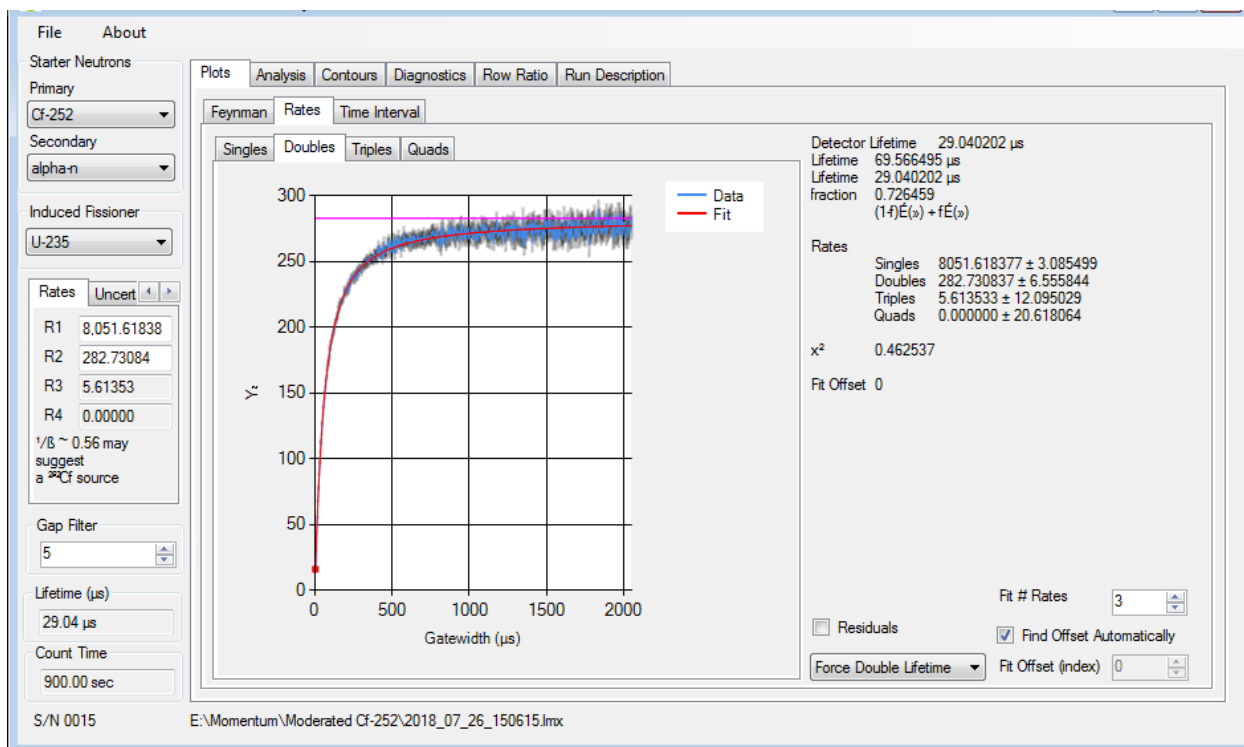 File About
Starter Neutrons
Primary
Cf-252
Secondary
alpha-n
Induced Fissioner
U-235
Rates Uncert
R1 8,051.61838
R2 282.73084
R3 5.61353
R4 0.00000
¹/ß ~ 0.56 may
suggest
a ²⁵²Cf source
Gap Filter
5
Lifetime (µs)
29.04 µs
Count Time
900.00 sec
Plots Analysis Contours Diagnostics Row Ratio Run Description
Feynman Rates Time Interval
Singles Doubles Triples Quads
300
250
200
150
100
50
0
Y₂
0 500 1000 1500 2000
Gatewidth (µs)
Data
Fit
Detector Lifetime 29.040202 µs
Lifetime 69.566495 µs
Lifetime 29.040202 µs
fraction 0.726459
(1-f)É(») + fÉ(»)
Rates
Singles 8051.618377 ± 3.085499
Doubles 282.730837 ± 6.555844
Triples 5.613533 ± 12.095029
Quads 0.000000 ± 20.618064
x² 0.462537
Fit Offset 0
Fit # Rates 3
Residuals
Find Offset Automatically
Force Double Lifetime
Fit Offset (index) 0
S/N 0015 E:\Momentum\Moderated Cf-252\2018_07_26_150615.lmx